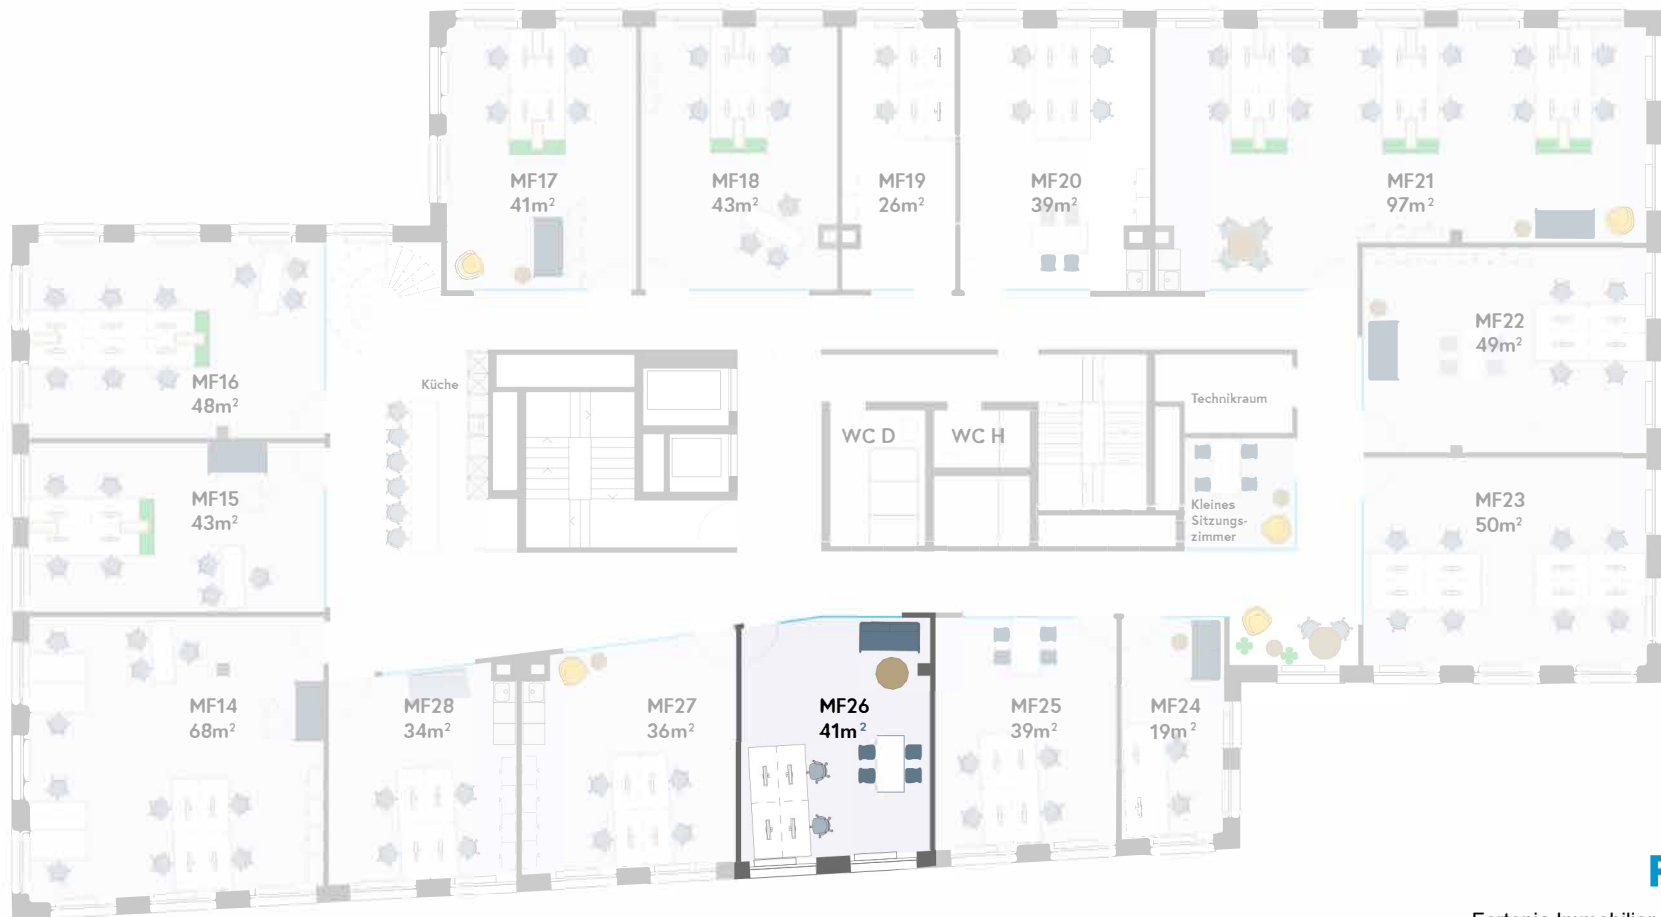 MF17
41m²
MF18
43m²
MF19
26m²
MF20
39m²
MF21
97m²
MF22
49m²
MF16
48m²
Küche
Technikraum
WC D
WC H
MF15
43m²
Kleines
Sitzungs-
zimmer
MF23
50m²
MF14
68m²
MF28
34m²
MF27
36m²
MF26
41m²
MF25
39m²
MF24
19m²